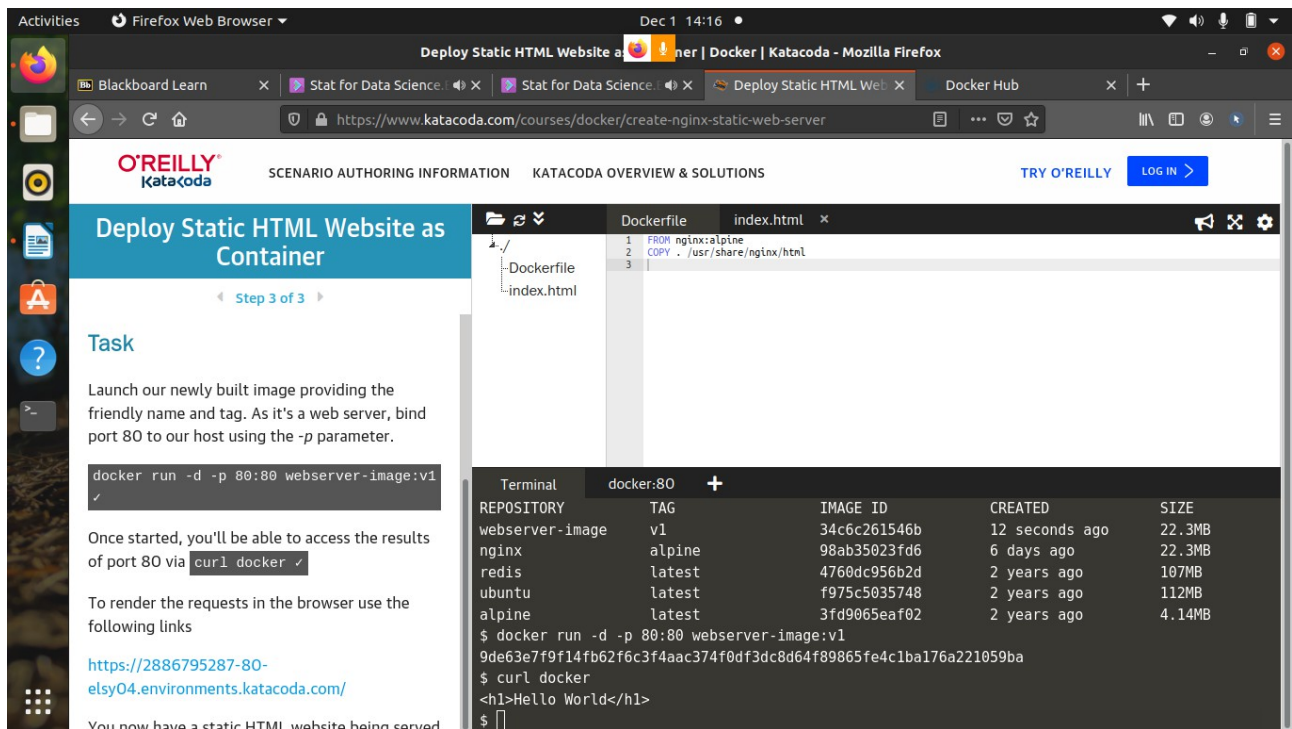 Activities Firefox Web Browser Dec 1 14:16
Deploy Static HTML Website a ner | Docker | Katacoda - Mozilla Firefox
Bb Blackboard Learn Stat for Data Science. Stat for Data Science. Deploy Static HTML Web Docker Hub
https://www.katacoda.com/courses/docker/create-nginx-static-web-server
O'REILLY
Katacoda
SCENARIO AUTHORING INFORMATION KATACODA OVERVIEW & SOLUTIONS TRY O'REILLY LOG IN
Deploy Static HTML Website as
Container
Step 3 of 3
Task
Launch our newly built image providing the
friendly name and tag. As it's a web server, bind
port 80 to our host using the -p parameter.
docker run -d -p 80:80 webserver-image:v1
✓
Once started, you'll be able to access the results
of port 80 via curl docker ✓
To render the requests in the browser use the
following links
https://2886795287-80-
elsy04.environments.katacoda.com/
You now have a static HTML website being served
./
Dockerfile
index.html
Dockerfile index.html ×
1 FROM nginx:alpine
2 COPY . /usr/share/nginx/html
3
Terminal docker:80 +
REPOSITORY TAG IMAGE ID CREATED SIZE
webserver-image v1 34c6c261546b 12 seconds ago 22.3MB
nginx alpine 98ab35023fd6 6 days ago 22.3MB
redis latest 4760dc956b2d 2 years ago 107MB
ubuntu latest f975c5035748 2 years ago 112MB
alpine latest 3fd9065eaf02 2 years ago 4.14MB
$ docker run -d -p 80:80 webserver-image:v1
9de63e7f9f14fb62f6c3f4aac374f0df3dc8d64f89865fe4c1ba176a221059ba
$ curl docker
<h1>Hello World</h1>
$